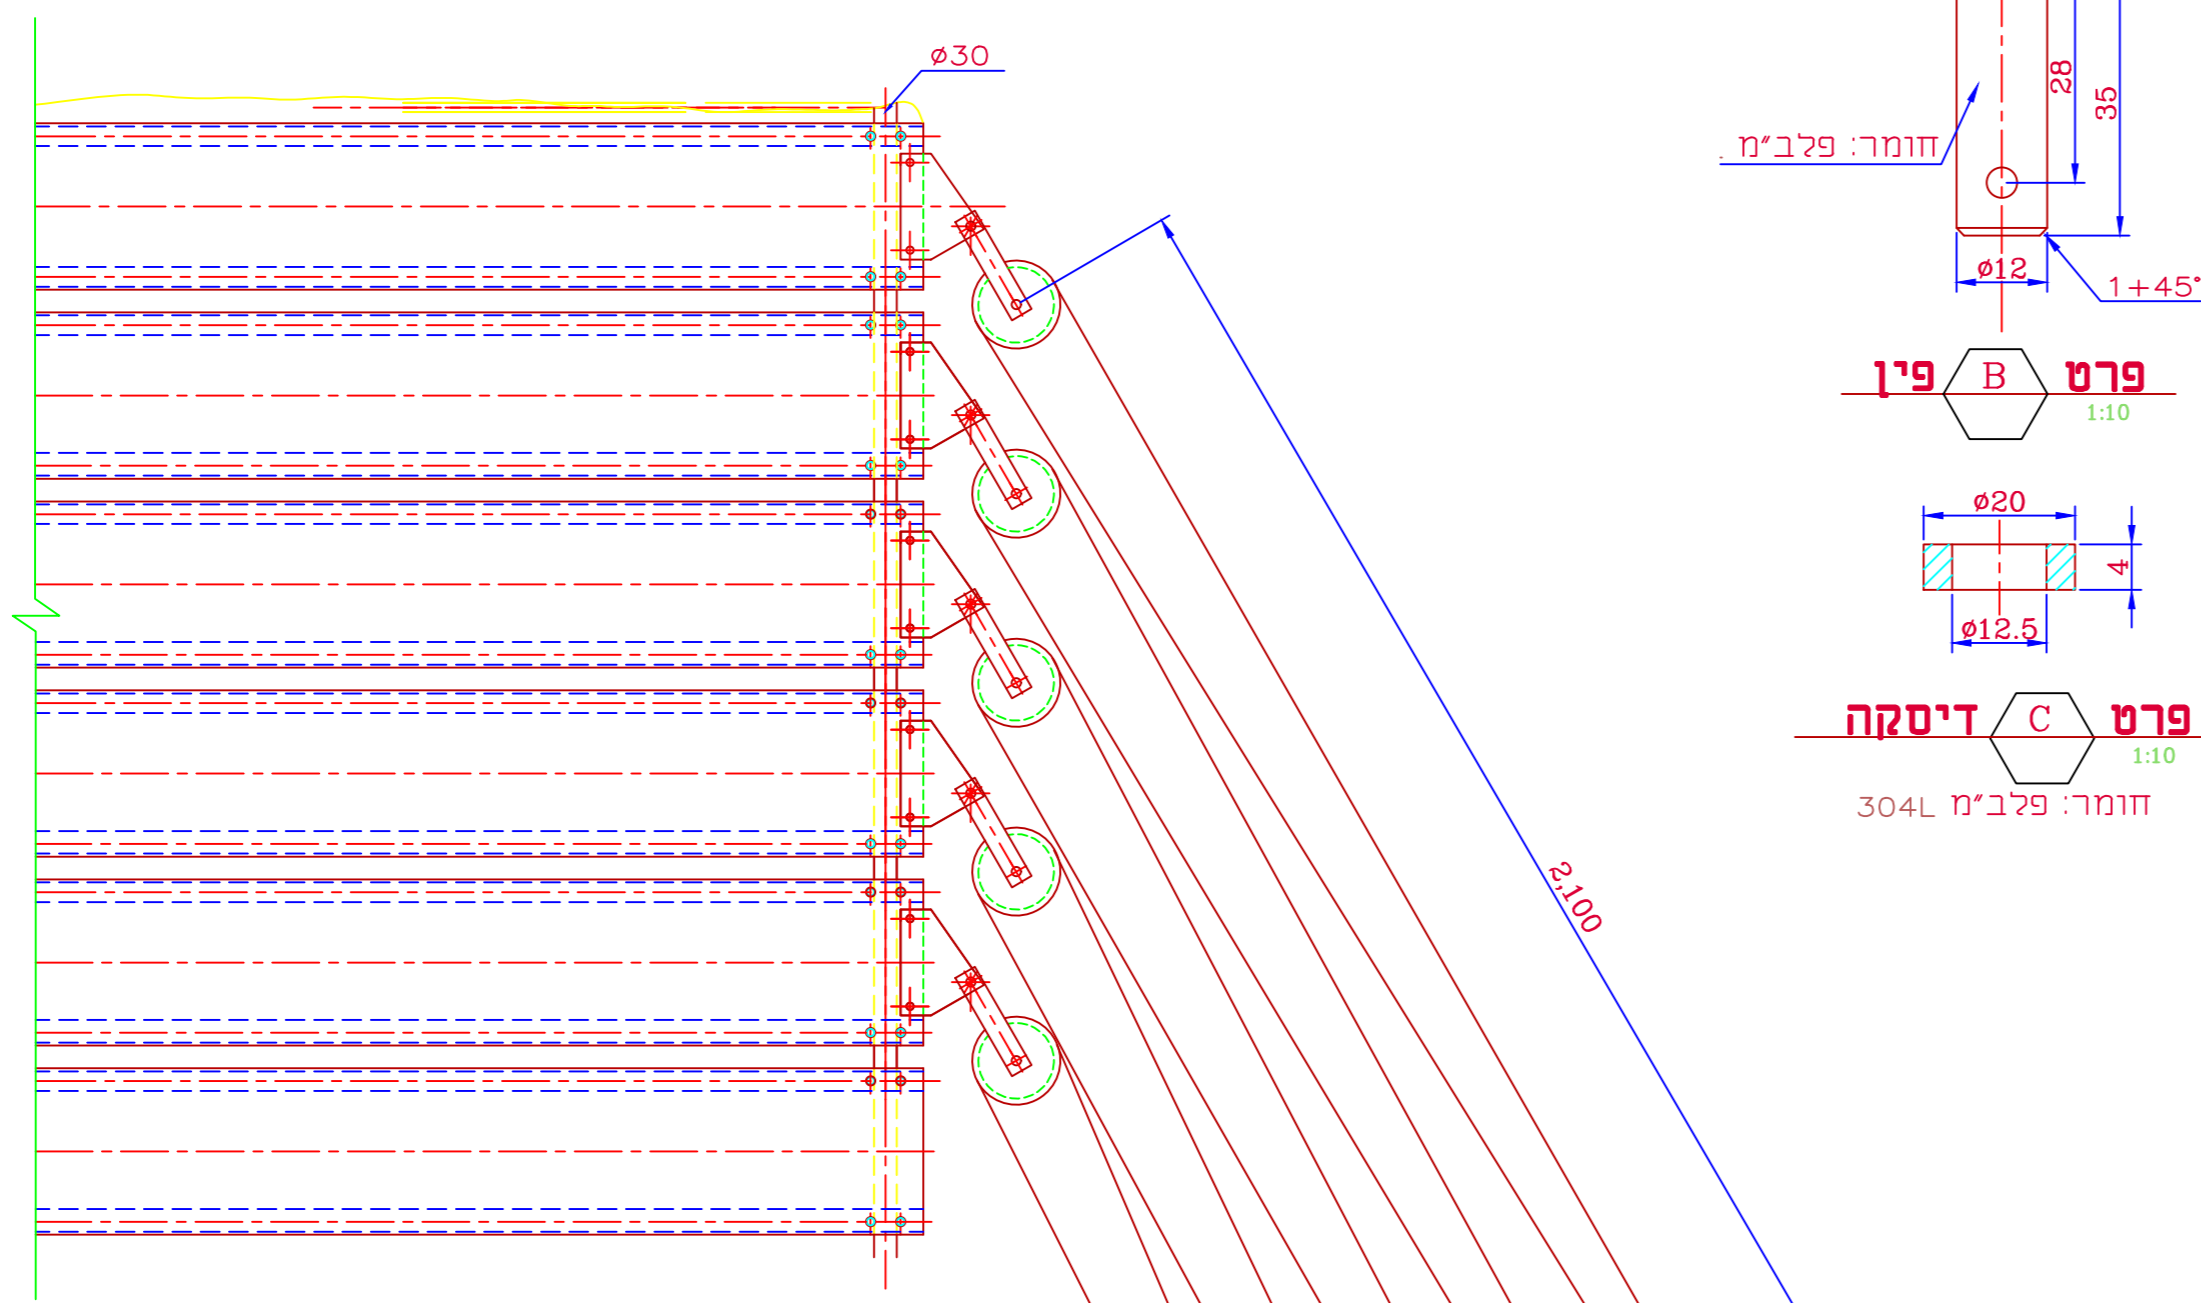 ø30
28
35
חומר: פלב״מ .
ø12
1+45°
פרט B פין
1:10
ø20
4
ø12.5
פרט C דיסקה
1:10
חומר: פלב״מ 304L
2,100